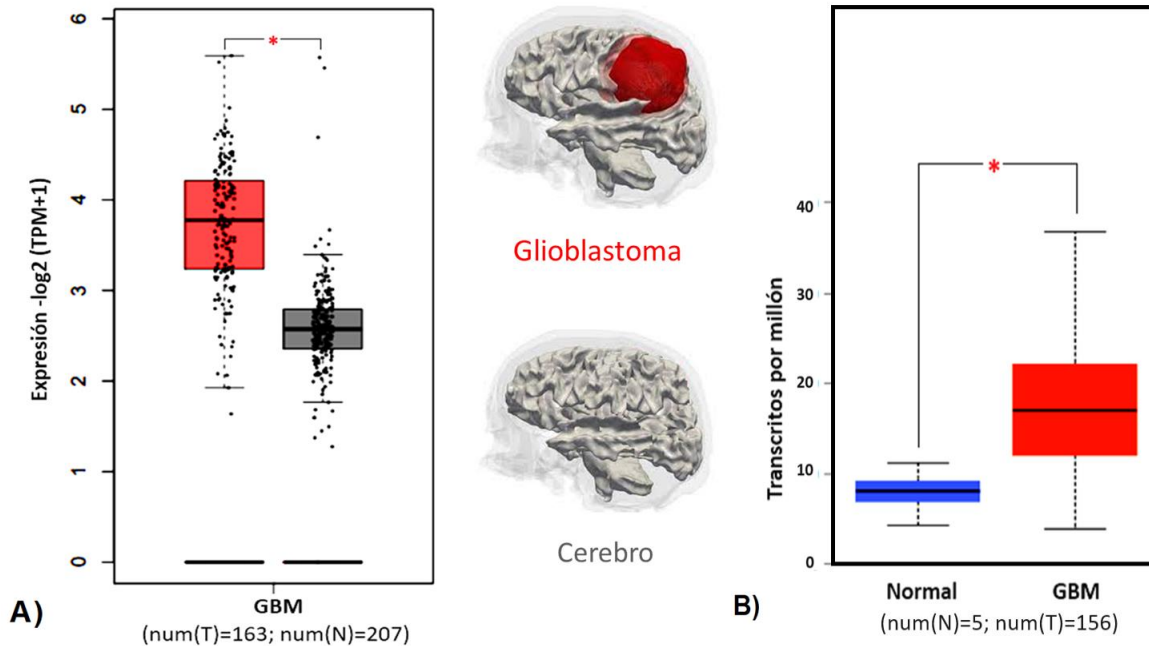 6
5
4
3
2
1
0
Expresión -log2 (TPM+1)
*
GBM
(num(T)=163; num(N)=207)
A)
Glioblastoma
Cerebro
40
30
20
10
0
Transcritos por millón
*
Normal GBM
(num(N)=5; num(T)=156)
B)